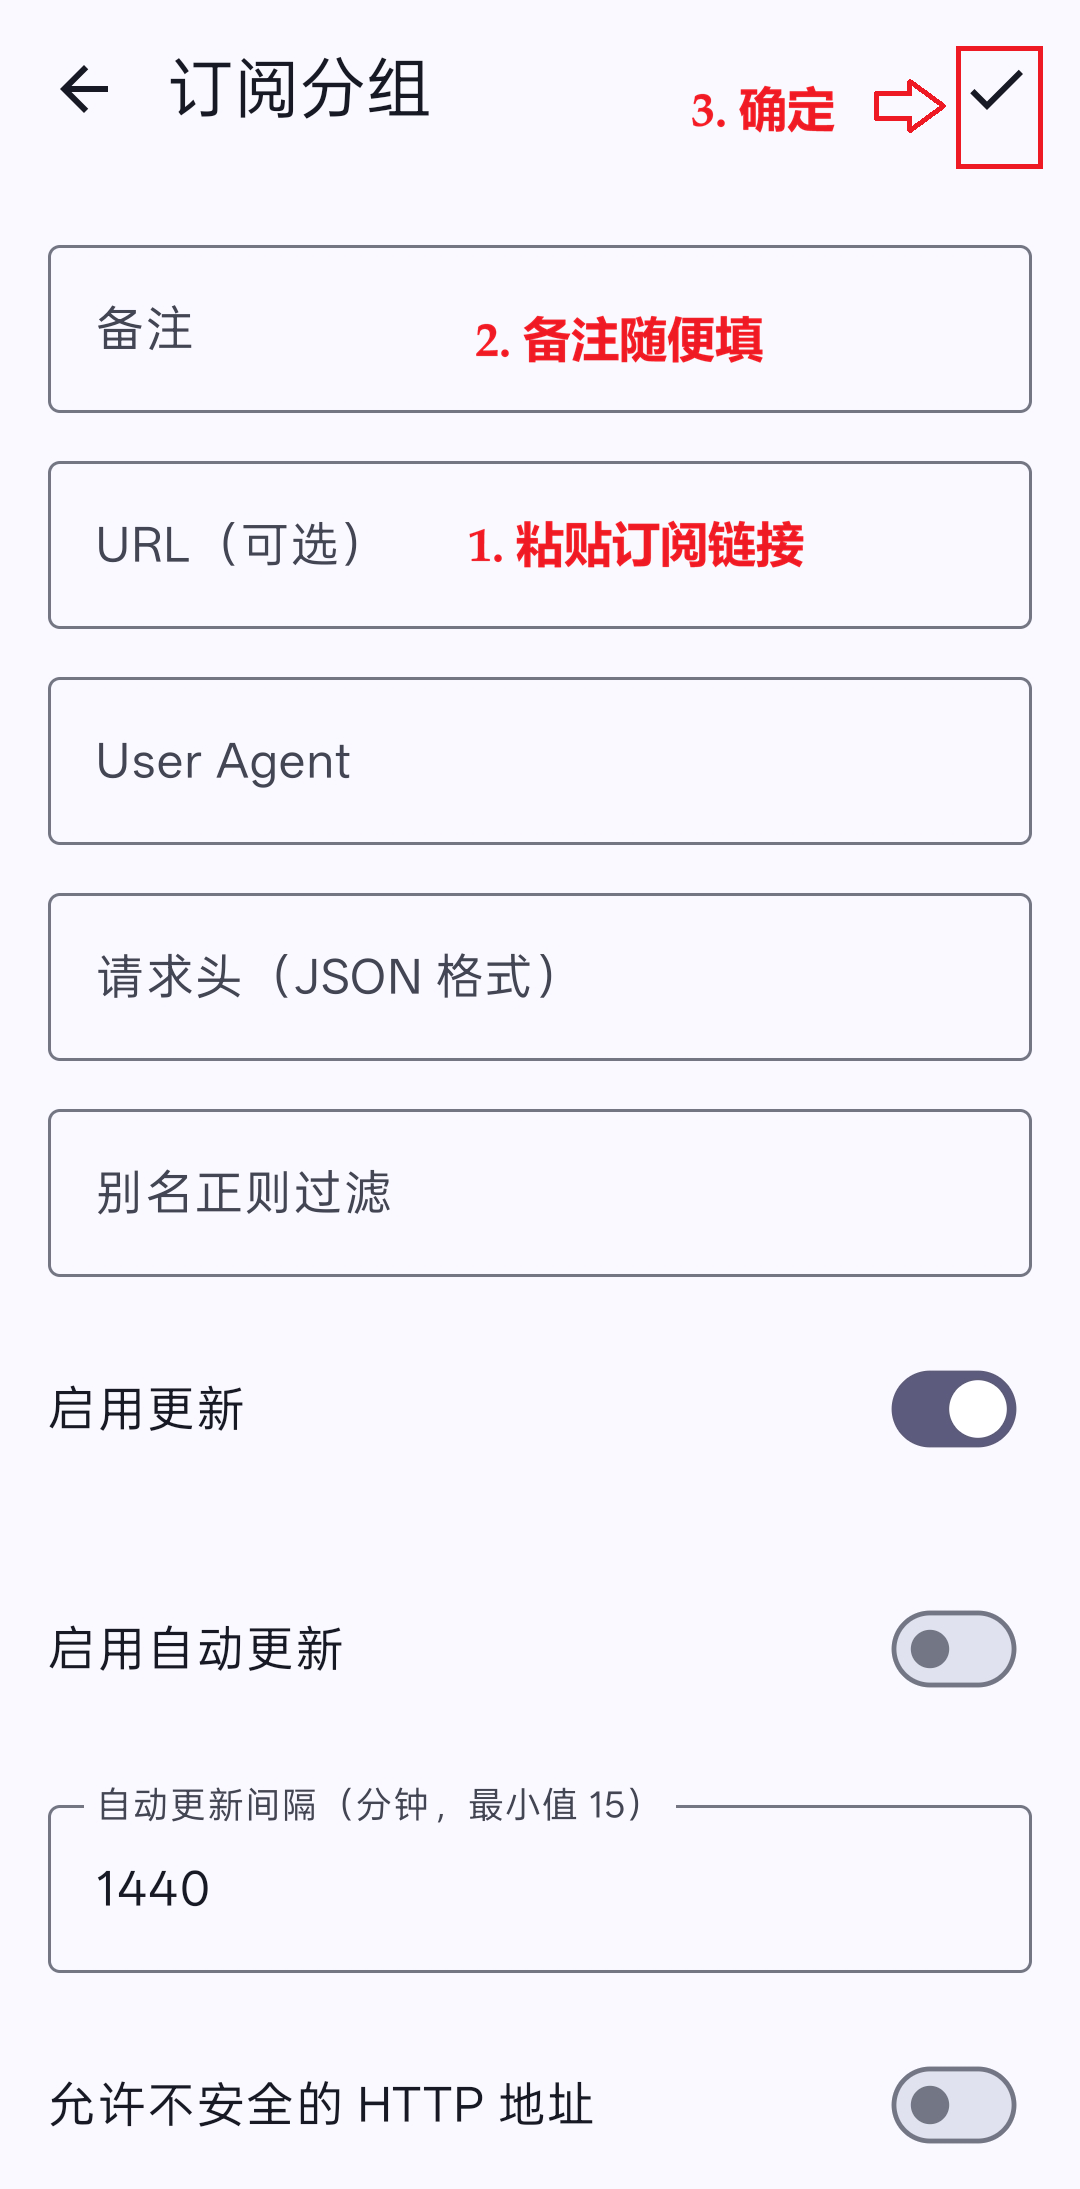 订阅分组
3. 确定
备注
2. 备注随便填
URL（可选）
1. 粘贴订阅链接
User Agent
请求头（JSON 格式）
别名正则过滤
启用更新
启用自动更新
自动更新间隔（分钟，最小值 15）
1440
允许不安全的 HTTP 地址